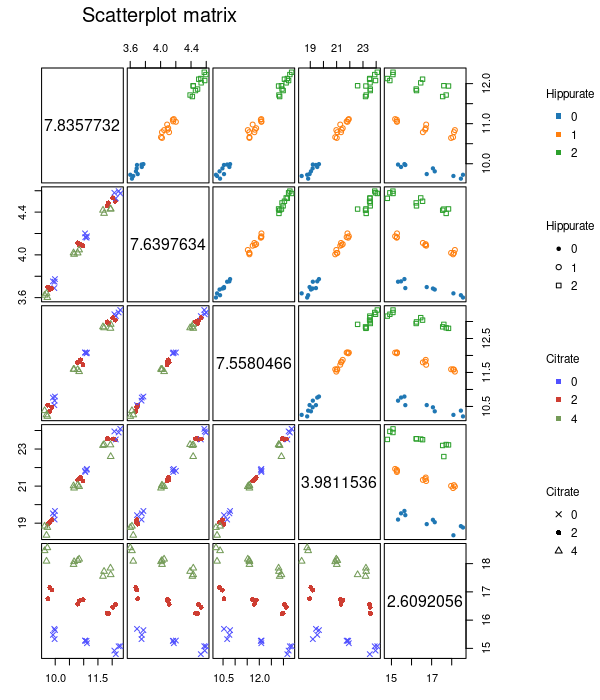 Scatterplot matrix
3.6 4.0 4.4
19 21 23
7.8357732
10.0 11.0 12.0
Hippurate
0
1
2
3.6 4.0 4.4
7.6397634
Hippurate
0
1
2
7.5580466
10.5 11.5 12.5
Citrate
0
2
4
19 21 23
3.9811536
Citrate
0
2
4
2.6092056
15 16 17 18
10.0 11.5
10.5 12.0
15 17